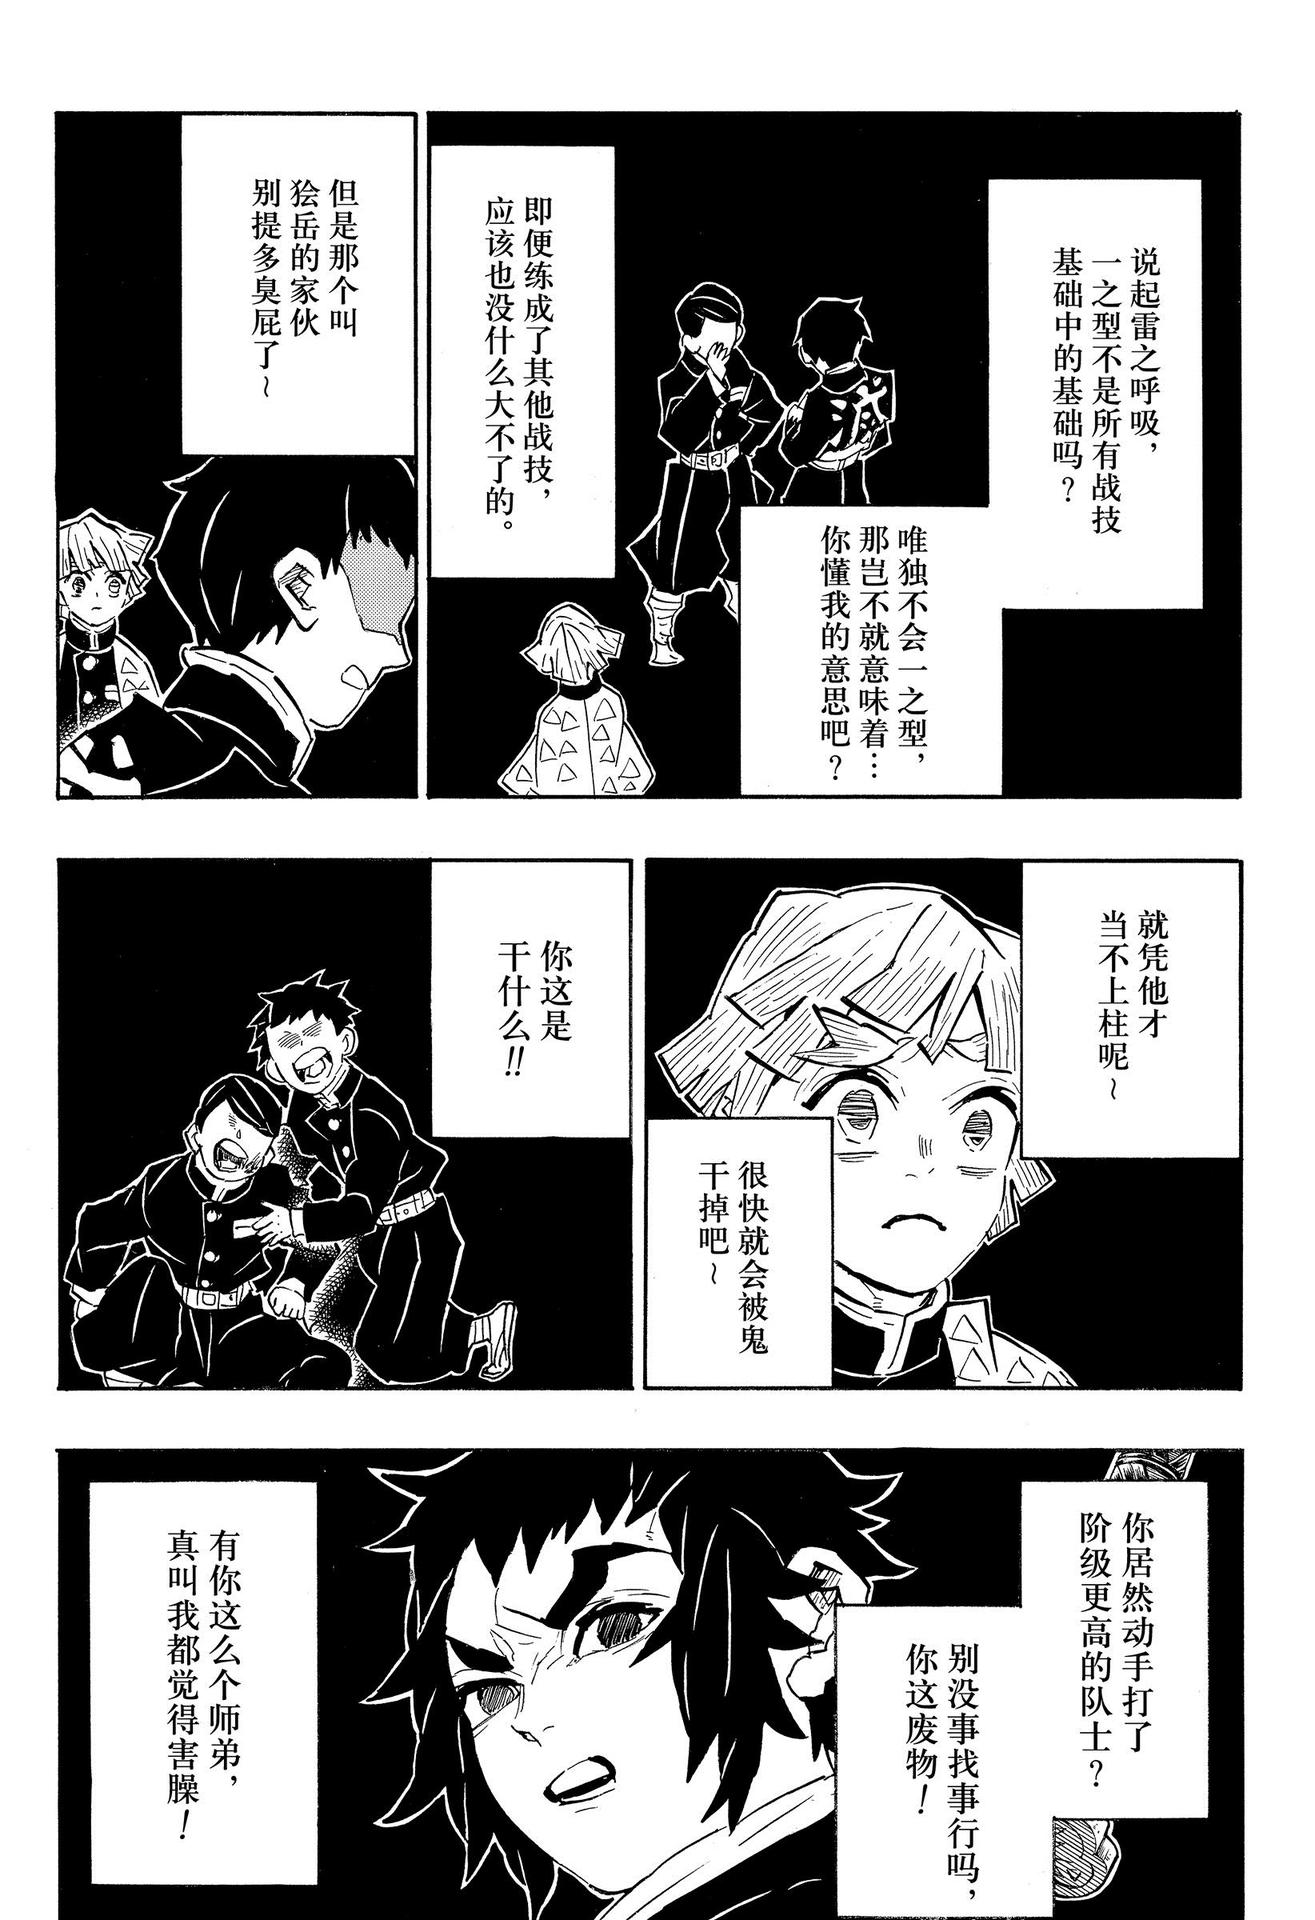 说起雷之呼吸，
一之型不是所有战技
基础中的基础吗？
唯独不会一之型，
那岂不就意味着…
你懂我的意思吧？
即便练成了其他战技，
应该也没什么大不了的。
但是那个叫
狯岳的家伙
别提多臭屁了～
就凭他才
当不上柱呢～
很快就会被鬼
干掉吧～
你这是
干什么!!
你居然动手打了
阶级更高的队士？
别没事找事行吗，
你这废物！
有你这么个师弟，
真叫我都觉得害臊！